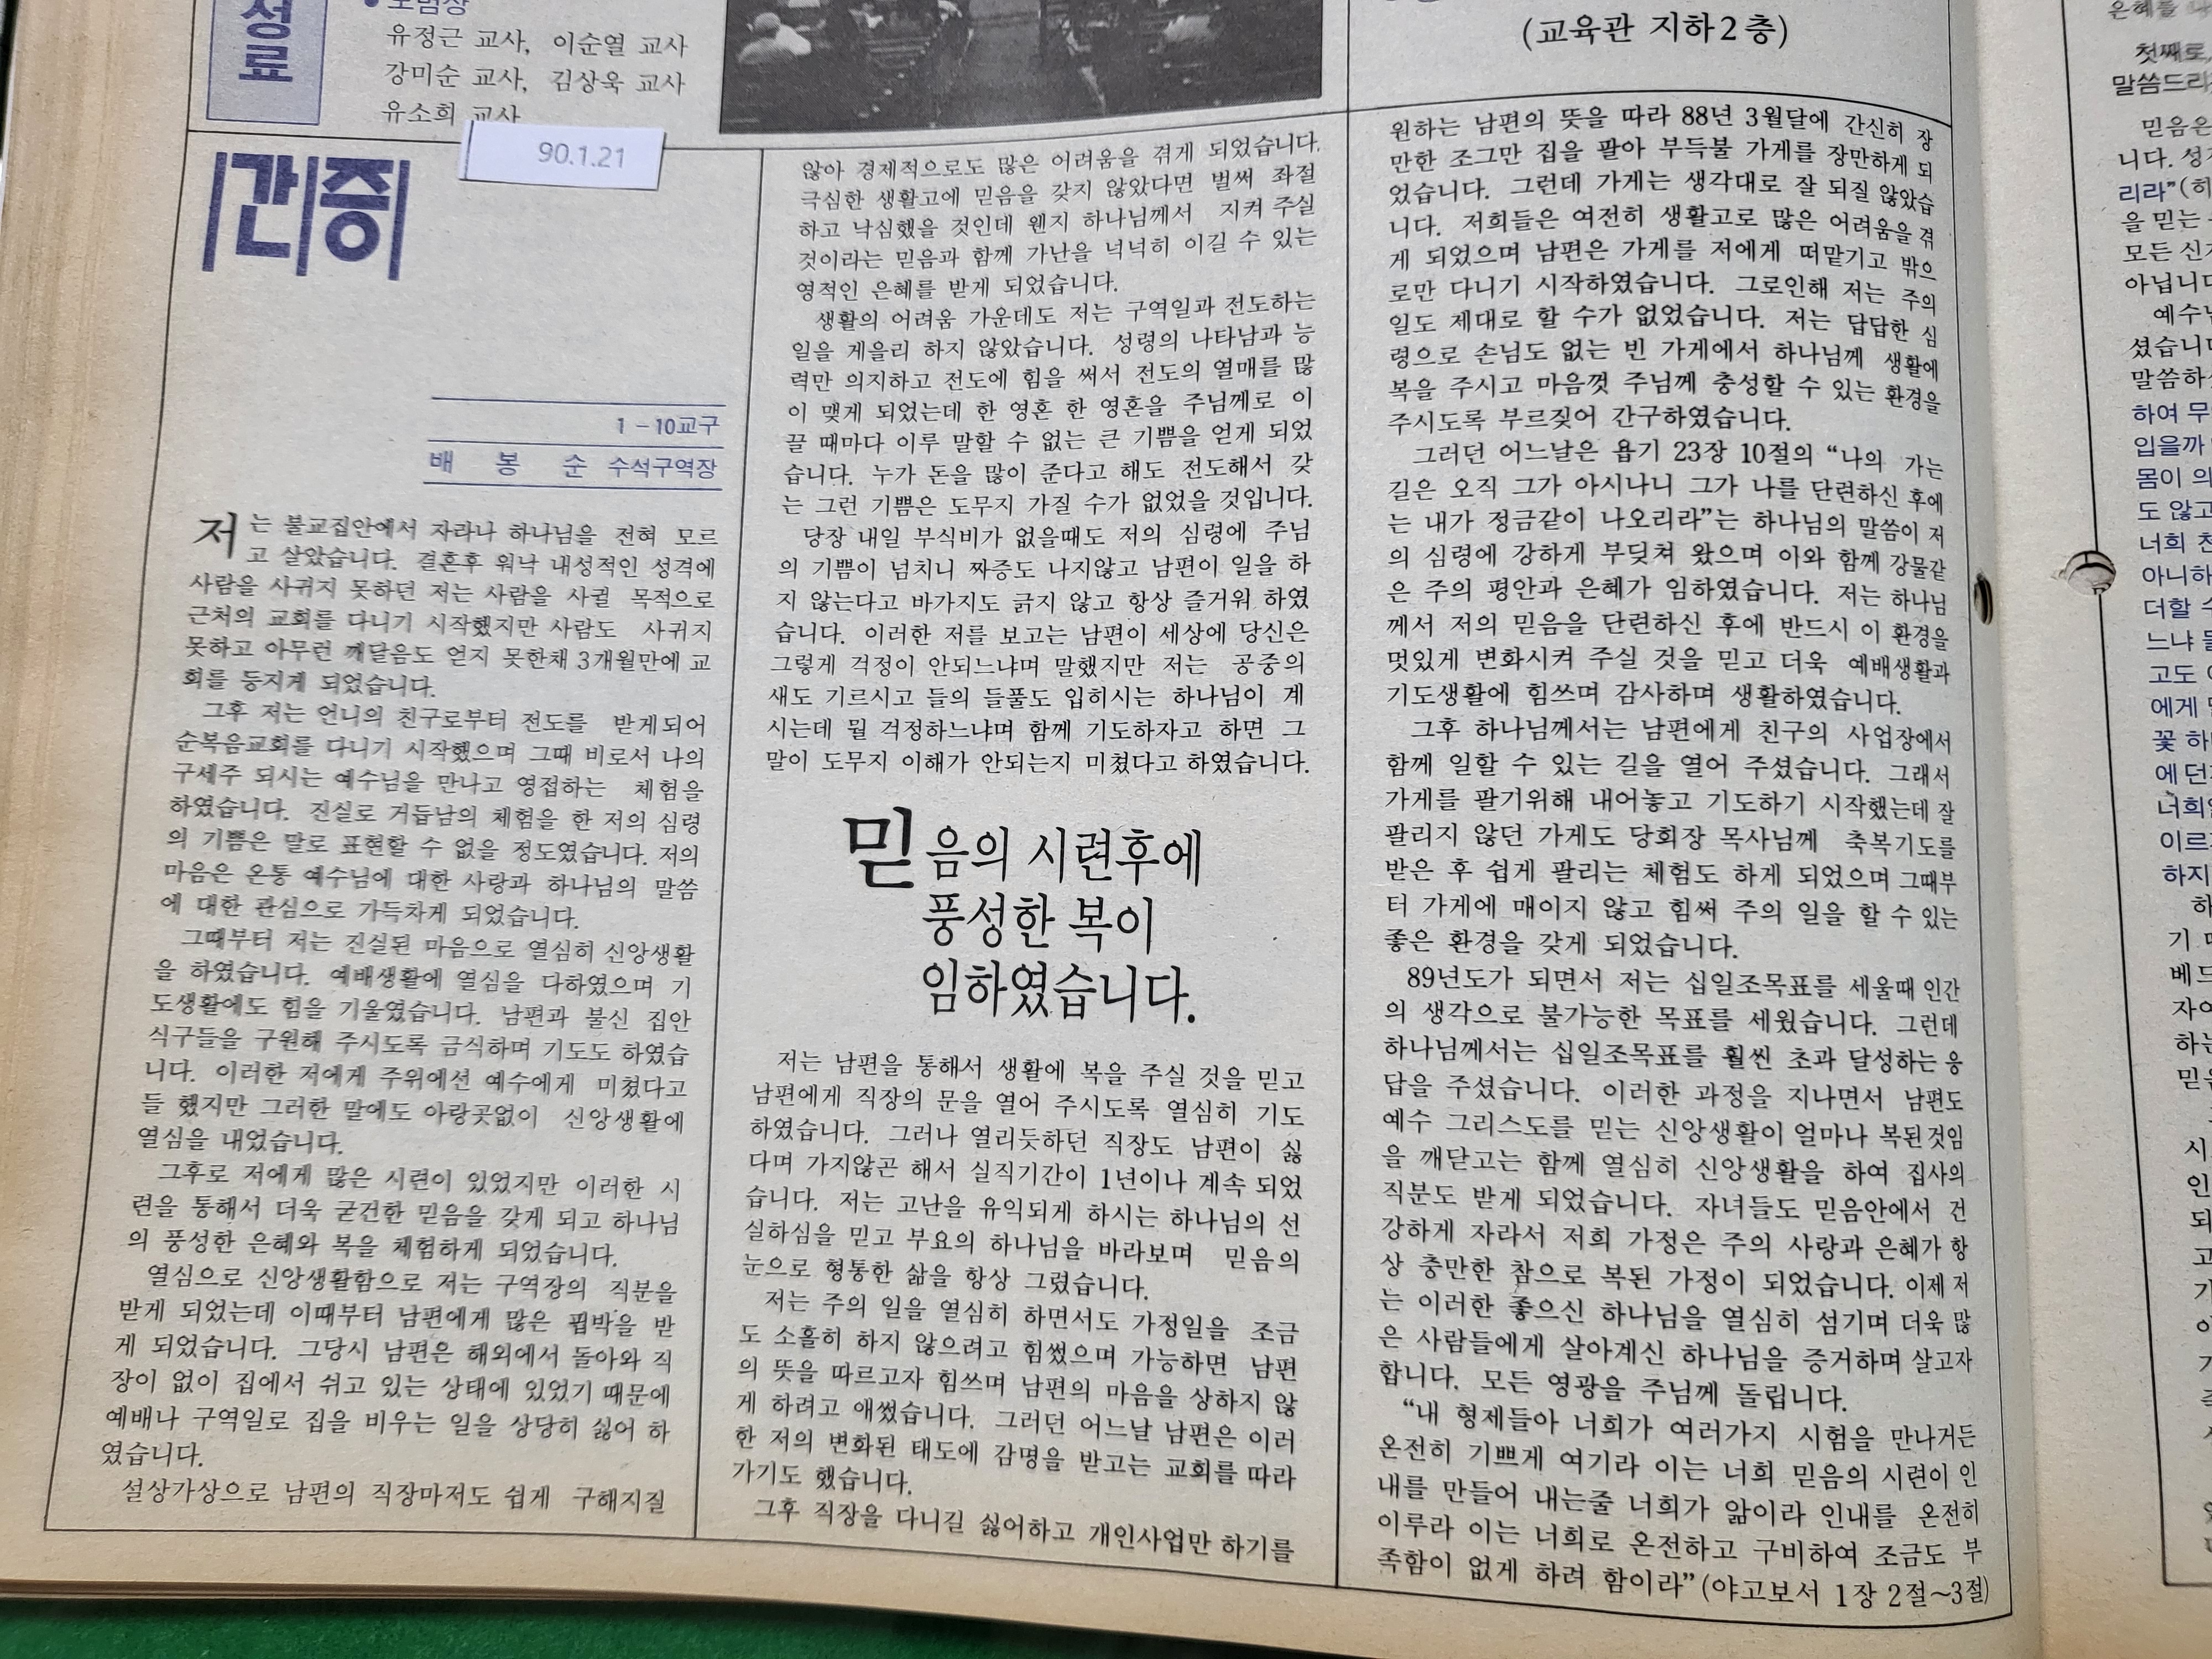 성료
유정근 교사, 이순열 교사
강미순 교사, 김상욱 교사
유소희 교사
(교육관 지하2층)
90.1.21
간증
1-10교구
배 봉 순 수석구역장
저는 불교집안에서 자라나 하나님을 전혀 모르
고 살았습니다. 결혼후 워낙 내성적인 성격에
사람을 사귀지 못하던 저는 사람을 사귈 목적으로
근처의 교회를 다니기 시작했지만 사람도 사귀지
못하고 아무런 깨달음도 얻지 못한채 3개월만에 교
회를 등지게 되었습니다.
그후 저는 언니의 친구로부터 전도를 받게되어
순복음교회를 다니기 시작했으며 그때 비로서 나의
구세주 되시는 예수님을 만나고 영접하는 체험을
하였습니다. 진실로 거듭남의 체험을 한 저의 심령
의 기쁨은 말로 표현할 수 없을 정도였습니다. 저의
마음은 온통 예수님에 대한 사랑과 하나님의 말씀
에 대한 관심으로 가득차게 되었습니다.
그때부터 저는 진실된 마음으로 열심히 신앙생활
을 하였습니다. 예배생활에 열심을 다하였으며 기
도생활에도 힘을 기울였습니다. 남편과 불신 집안
식구들을 구원해 주시도록 금식하며 기도도 하였습
니다. 이러한 저에게 주위에선 예수에게 미쳤다고
들 했지만 그러한 말에도 아랑곳없이 신앙생활에
열심을 내었습니다.
그후로 저에게 많은 시련이 있었지만 이러한 시
련을 통해서 더욱 굳건한 믿음을 갖게 되고 하나님
의 풍성한 은혜와 복을 체험하게 되었습니다.
열심으로 신앙생활함으로 저는 구역장의 직분을
받게 되었는데 이때부터 남편에게 많은 핍박을 받
게 되었습니다. 그당시 남편은 해외에서 돌아와 직
장이 없이 집에서 쉬고 있는 상태에 있었기 때문에
예배나 구역일로 집을 비우는 일을 상당히 싫어 하
였습니다.
설상가상으로 남편의 직장마저도 쉽게 구해지질
않아 경제적으로도 많은 어려움을 겪게 되었습니다.
극심한 생활고에 믿음을 갖지 않았다면 벌써 좌절
하고 낙심했을 것인데 웬지 하나님께서 지켜 주실
것이라는 믿음과 함께 가난을 넉넉히 이길 수 있는
영적인 은혜를 받게 되었습니다.
생활의 어려움 가운데도 저는 구역일과 전도하는
일을 게을리 하지 않았습니다. 성령의 나타남과 능
력만 의지하고 전도에 힘을 써서 전도의 열매를 많
이 맺게 되었는데 한 영혼 한 영혼을 주님께로 이
끌 때마다 이루 말할 수 없는 큰 기쁨을 얻게 되었
습니다. 누가 돈을 많이 준다고 해도 전도해서 갖
는 그런 기쁨은 도무지 가질 수가 없었을 것입니다.
당장 내일 부식비가 없을때도 저의 심령에 주님
의 기쁨이 넘치니 짜증도 나지않고 남편이 일을 하
지 않는다고 바가지도 긁지 않고 항상 즐거워 하였
습니다. 이러한 저를 보고는 남편이 세상에 당신은
그렇게 걱정이 안되느냐며 말했지만 저는 공중의
새도 기르시고 들의 들풀도 입히시는 하나님이 계
시는데 뭘 걱정하느냐며 함께 기도하자고 하면 그
말이 도무지 이해가 안되는지 미쳤다고 하였습니다.
믿음의 시련후에
풍성한 복이
임하였습니다.
저는 남편을 통해서 생활에 복을 주실 것을 믿고
남편에게 직장의 문을 열어 주시도록 열심히 기도
하였습니다. 그러나 열리듯하던 직장도 남편이 싫
다며 가지않곤 해서 실직기간이 1년이나 계속 되었
습니다. 저는 고난을 유익되게 하시는 하나님의 선
실하심을 믿고 부요의 하나님을 바라보며 믿음의
눈으로 형통한 삶을 항상 그렸습니다.
저는 주의 일을 열심히 하면서도 가정일을 조금
도 소홀히 하지 않으려고 힘썼으며 가능하면 남편
의 뜻을 따르고자 힘쓰며 남편의 마음을 상하지 않
게 하려고 애썼습니다. 그러던 어느날 남편은 이러
한 저의 변화된 태도에 감명을 받고는 교회를 따라
가기도 했습니다.
그후 직장을 다니길 싫어하고 개인사업만 하기를
원하는 남편의 뜻을 따라 88년 3월달에 간신히 장
만한 조그만 집을 팔아 부득불 가게를 장만하게 되
었습니다. 그런데 가게는 생각대로 잘 되질 않았습
니다. 저희들은 여전히 생활고로 많은 어려움을 겪
게 되었으며 남편은 가게를 저에게 떠맡기고 밖으
로만 다니기 시작하였습니다. 그로인해 저는 주의
일도 제대로 할 수가 없었습니다. 저는 답답한 심
령으로 손님도 없는 빈 가게에서 하나님께 생활에
복을 주시고 마음껏 주님께 충성할 수 있는 환경을
주시도록 부르짖어 간구하였습니다.
그러던 어느날은 욥기 23장 10절의 “나의 가는
길은 오직 그가 아시나니 그가 나를 단련하신 후에
는 내가 정금같이 나오리라”는 하나님의 말씀이 저
의 심령에 강하게 부딪쳐 왔으며 이와 함께 강물같
은 주의 평안과 은혜가 임하였습니다. 저는 하나님
께서 저의 믿음을 단련하신 후에 반드시 이 환경을
멋있게 변화시켜 주실 것을 믿고 더욱 예배생활과
기도생활에 힘쓰며 감사하며 생활하였습니다.
그후 하나님께서는 남편에게 친구의 사업장에서
함께 일할 수 있는 길을 열어 주셨습니다. 그래서
가게를 팔기위해 내어놓고 기도하기 시작했는데 잘
팔리지 않던 가게도 당회장 목사님께 축복기도를
받은 후 쉽게 팔리는 체험도 하게 되었으며 그때부
터 가게에 매이지 않고 힘써 주의 일을 할 수 있는
좋은 환경을 갖게 되었습니다.
89년도가 되면서 저는 십일조목표를 세울때 인간
의 생각으로 불가능한 목표를 세웠습니다. 그런데
하나님께서는 십일조목표를 훨씬 초과 달성하는 응
답을 주셨습니다. 이러한 과정을 지나면서 남편도
예수 그리스도를 믿는 신앙생활이 얼마나 복된것임
을 깨닫고는 함께 열심히 신앙생활을 하여 집사의
직분도 받게 되었습니다. 자녀들도 믿음안에서 건
강하게 자라서 저희 가정은 주의 사랑과 은혜가 항
상 충만한 참으로 복된 가정이 되었습니다. 이제 저
는 이러한 좋으신 하나님을 열심히 섬기며 더욱 많
은 사람들에게 살아계신 하나님을 증거하며 살고자
합니다. 모든 영광을 주님께 돌립니다.
“내 형제들아 너희가 여러가지 시험을 만나거든
온전히 기쁘게 여기라 이는 너희 믿음의 시련이 인
내를 만들어 내는줄 너희가 앎이라 인내를 온전히
이루라 이는 너희로 온전하고 구비하여 조금도 부
족함이 없게 하려 함이라”(야고보서 1장 2절~3절)
첫째로,
말씀드리
믿음은
니다. 성
리라”(히
을 믿는
모든 신
아닙니다
예수님
셨습니다
말씀하
하여 무
입을까
몸이 의
도 않고
너희 천
아니하
더할 수
느냐 들
고도
에게
꽃 하
에 던
너희
이르
하지